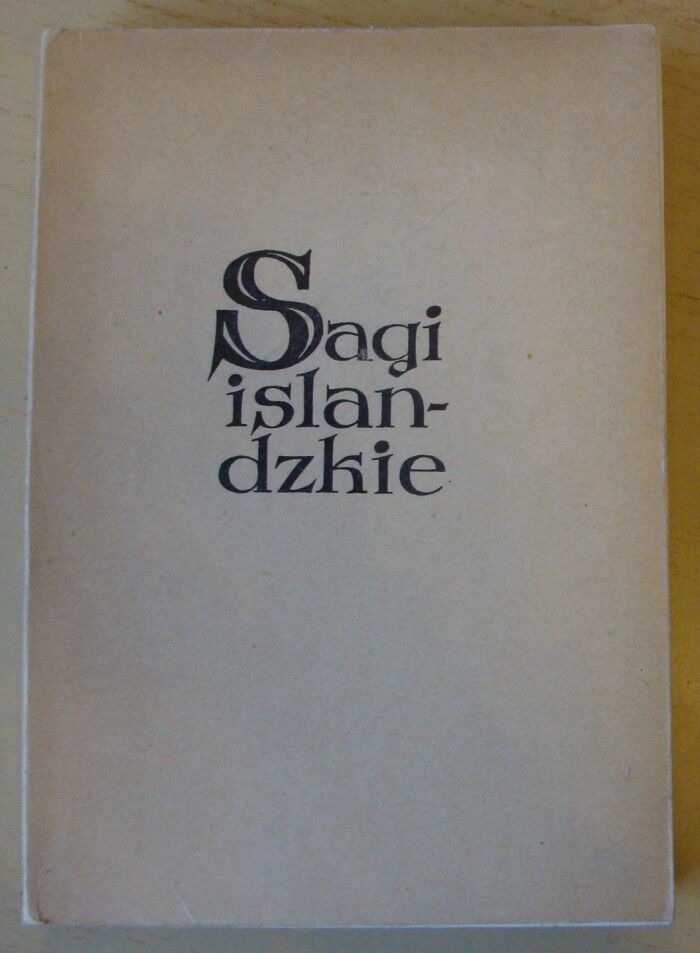 Sagi
islan-
dzkie